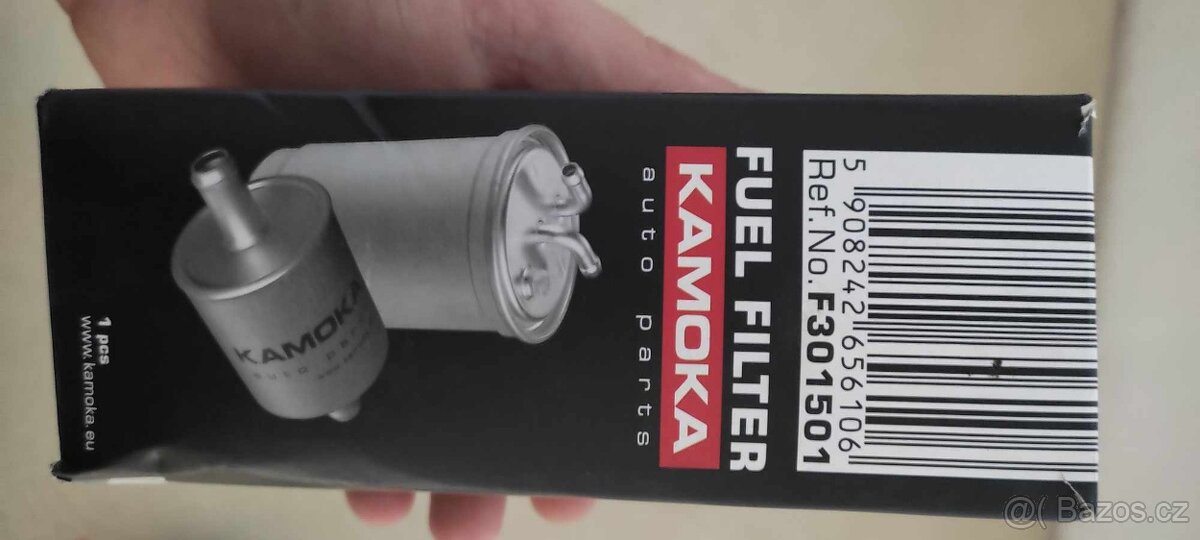 5 908242 656106
Ref.No. F301501
FUEL FILTER
KAMOKA
auto parts
KAMOKA
1 pcs
www.kamoka.eu
@( Bazos.cz